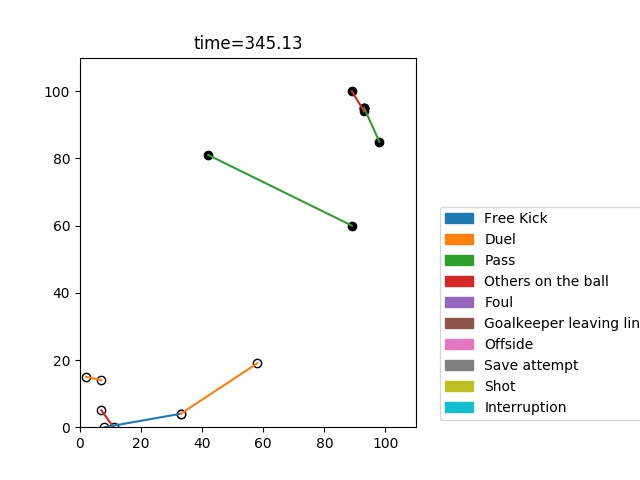 time=345.13
100
80
60
40
20
0
0 20 40 60 80 100
Free Kick
Duel
Pass
Others on the ball
Foul
Goalkeeper leaving lin
Offside
Save attempt
Shot
Interruption